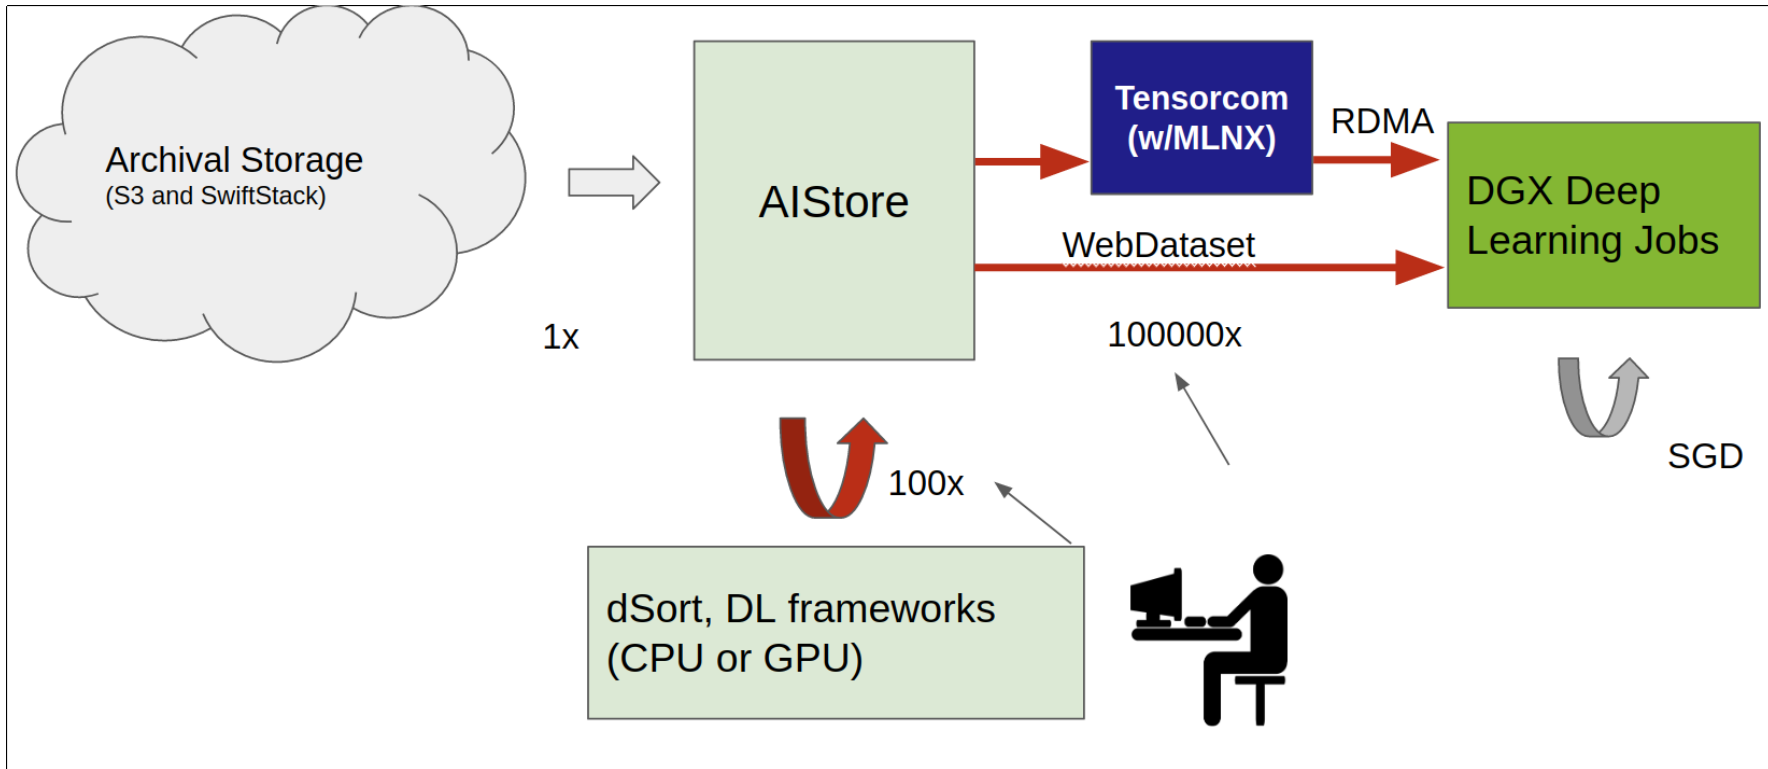 Archival Storage
(S3 and SwiftStack)
1x
AIStore
Tensorcom
(w/MLNX)
RDMA
WebDataset
100000x
DGX Deep
Learning Jobs
SGD
100x
dSort, DL frameworks
(CPU or GPU)